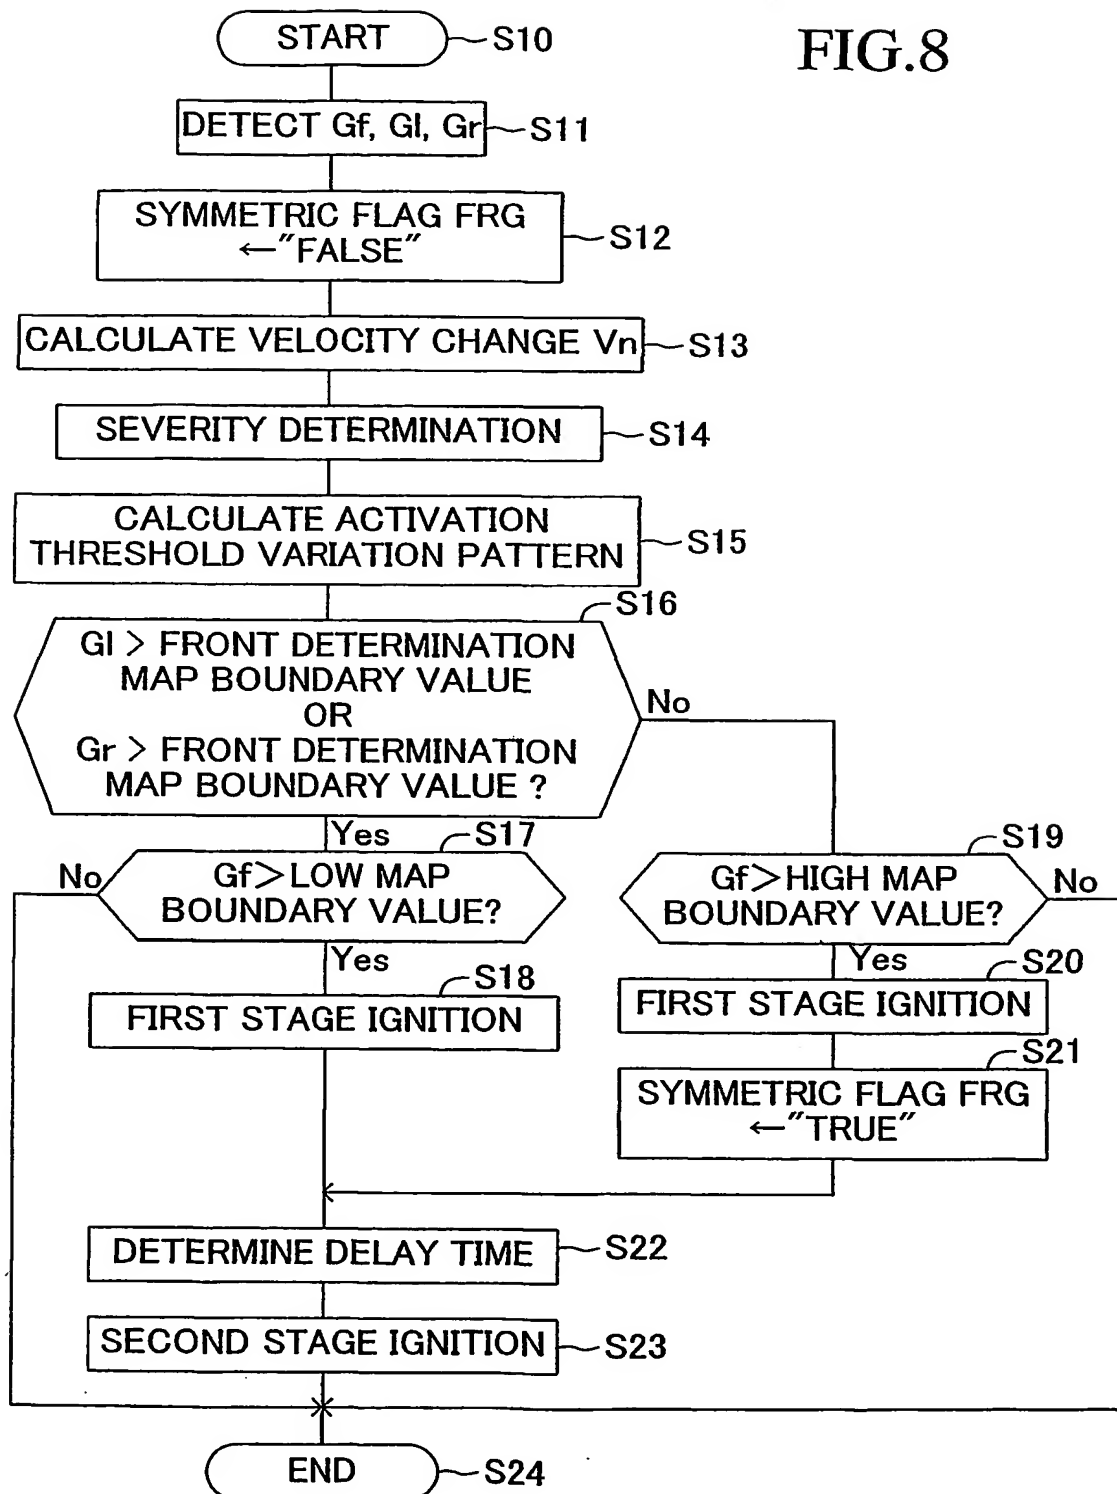 FIG.8
START
S10
DETECT Gf, Gl, Gr
S11
SYMMETRIC FLAG FRG
←"FALSE"
S12
CALCULATE VELOCITY CHANGE Vn
S13
SEVERITY DETERMINATION
S14
CALCULATE ACTIVATION
THRESHOLD VARIATION PATTERN
S15
S16
Gl > FRONT DETERMINATION
MAP BOUNDARY VALUE
OR
Gr > FRONT DETERMINATION
MAP BOUNDARY VALUE ?
No
Yes
S17
No
Gf>LOW MAP
BOUNDARY VALUE?
Yes
S18
FIRST STAGE IGNITION
S19
Gf>HIGH MAP
BOUNDARY VALUE?
No
Yes
S20
FIRST STAGE IGNITION
S21
SYMMETRIC FLAG FRG
←"TRUE"
DETERMINE DELAY TIME
S22
SECOND STAGE IGNITION
S23
END
S24